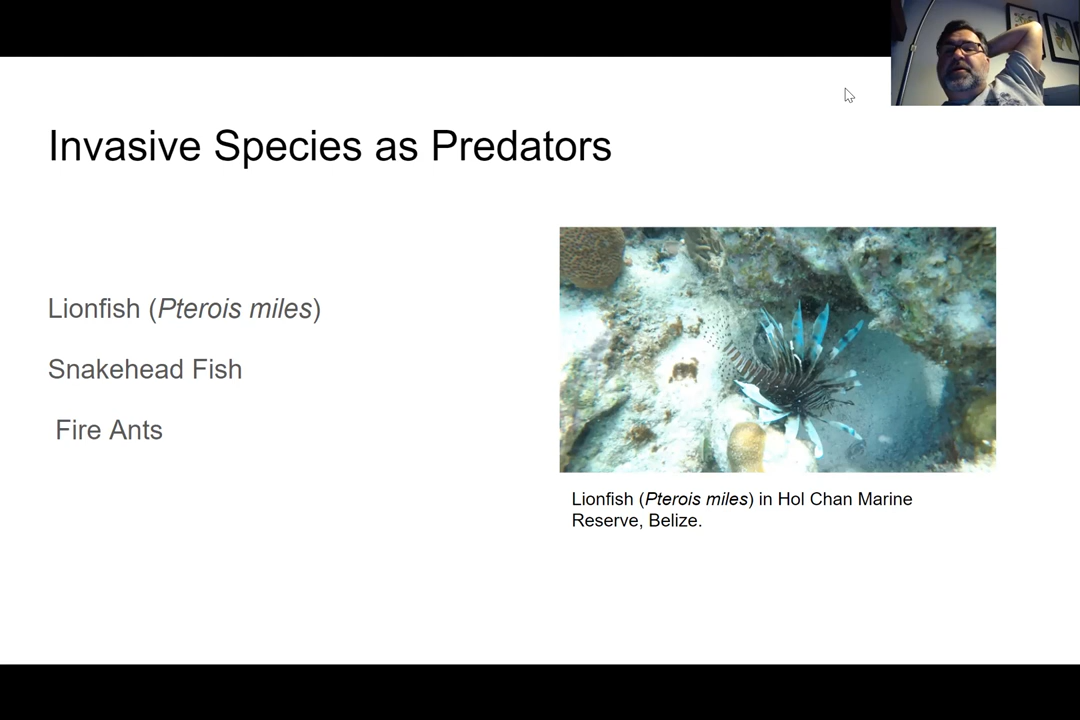 Invasive Species as Predators
Lionfish (Pterois miles)
Snakehead Fish
Fire Ants
Lionfish (Pterois miles) in Hol Chan Marine
Reserve, Belize.